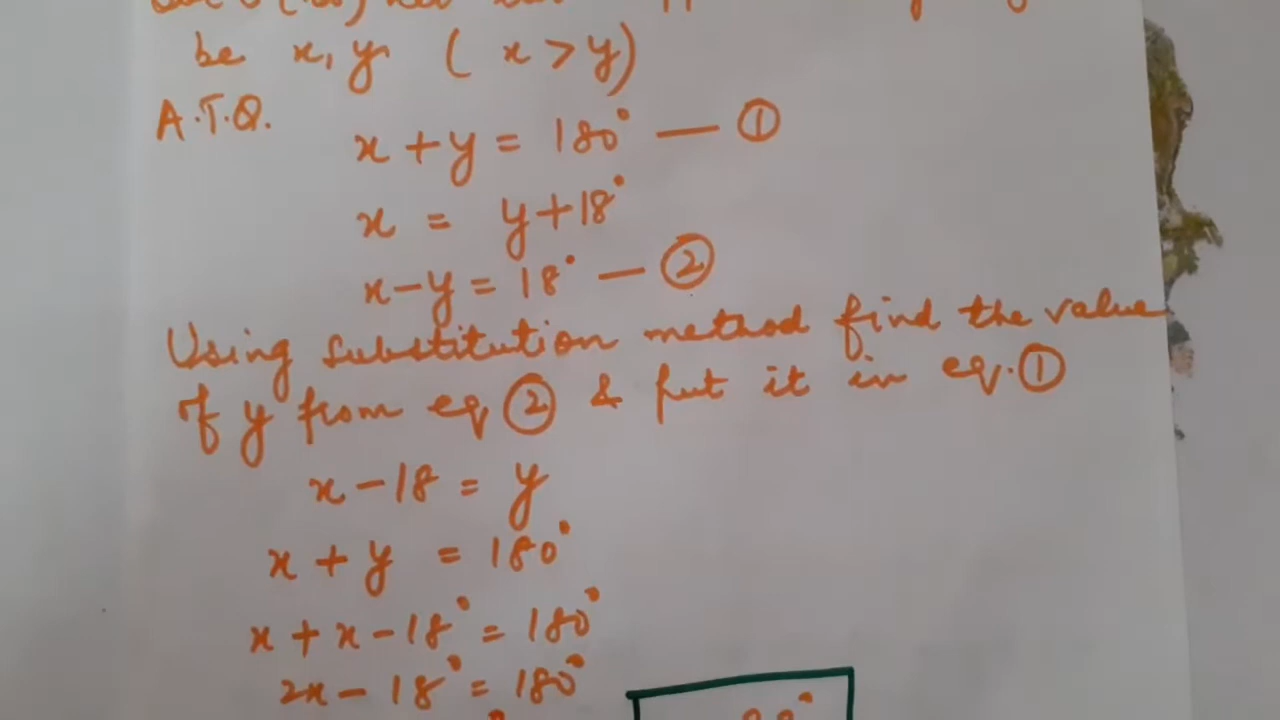 be x, y ( x > y)
A.T.Q.
x + y = 180° — ①
x = y + 18°
x - y = 18° — ②
Using substitution method find the value
of y from eq ② & put it in eq. ①
x - 18 = y
x + y = 180°
x + x - 18° = 180°
2x - 18° = 180°